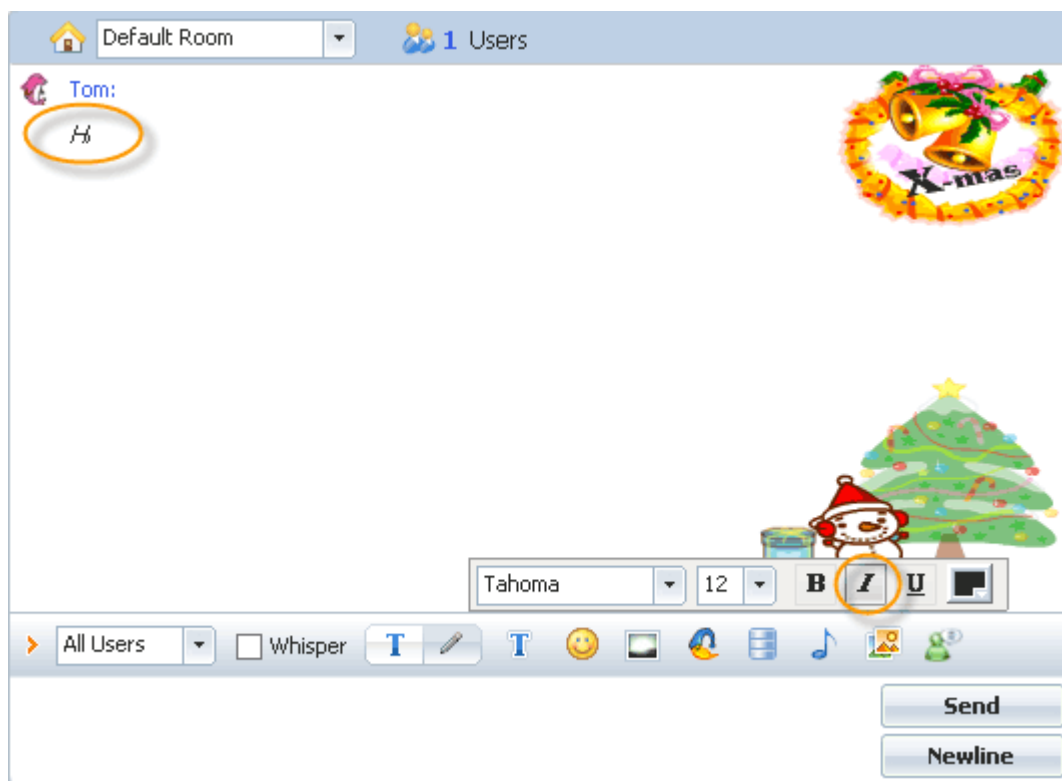 Default Room 1 Users
Tom:
Hi
X-mas
Tahoma 12 B I U
All Users Whisper T T
Send
Newline